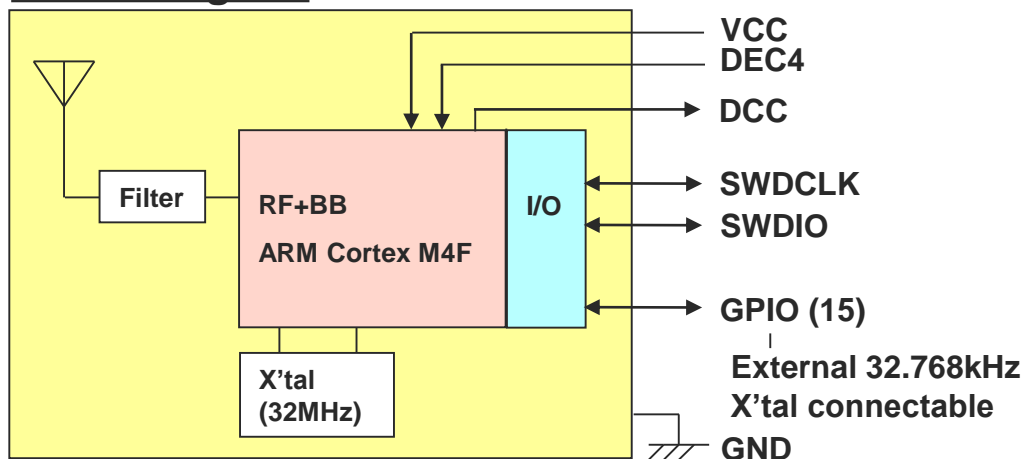 VCC
DEC4
DCC
Filter
RF+BB
ARM Cortex M4F
I/O
SWDCLK
SWDIO
GPIO (15)
External 32.768kHz
X'tal connectable
X'tal
(32MHz)
GND